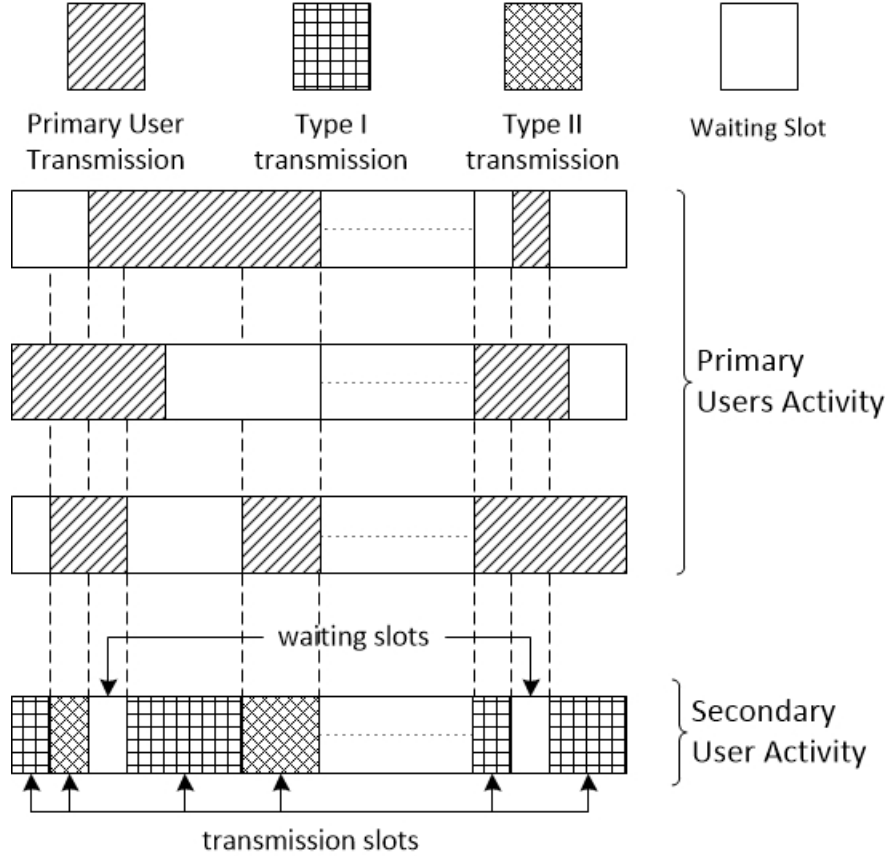 Primary User
Transmission
Type I
transmission
Type II
transmission
Waiting Slot
Primary
Users Activity
waiting slots
Secondary
User Activity
transmission slots